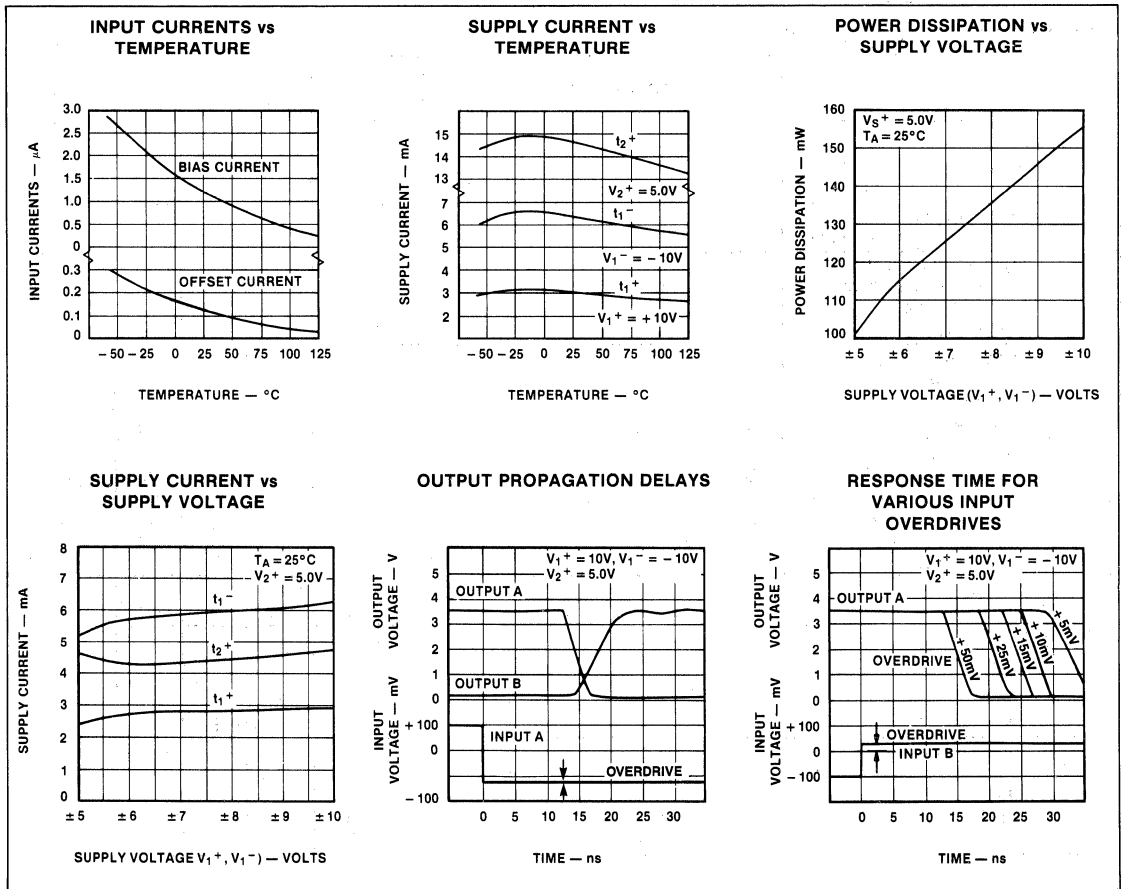 INPUT CURRENTS vs
TEMPERATURE
INPUT CURRENTS — μA
3.0
2.5
2.0
1.5
1.0
0.5
0
0.3
0.2
0.1
0
BIAS CURRENT
OFFSET CURRENT
− 50 − 25 0 25 50 75 100 125
TEMPERATURE — °C
SUPPLY CURRENT vs
TEMPERATURE
SUPPLY CURRENT — mA
15
14
13
7
6
5
4
3
2
t₂⁺
V₂⁺ = 5.0V
t₁⁻
V₁⁻ = − 10V
t₁⁺
V₁⁺ = + 10V
− 50 − 25 0 25 50 75 100 125
TEMPERATURE — °C
POWER DISSIPATION vs
SUPPLY VOLTAGE
POWER DISSIPATION — mW
160
150
140
130
120
110
100
V_S⁺ = 5.0V
T_A = 25°C
± 5 ± 6 ± 7 ± 8 ± 9 ± 10
SUPPLY VOLTAGE (V₁⁺, V₁⁻) — VOLTS
SUPPLY CURRENT vs
SUPPLY VOLTAGE
SUPPLY CURRENT — mA
8
7
6
5
4
3
2
1
0
T_A = 25°C
V₂⁺ = 5.0V
t₁⁻
t₂⁺
t₁⁺
± 5 ± 6 ± 7 ± 8 ± 9 ± 10
SUPPLY VOLTAGE V₁⁺, V₁⁻) — VOLTS
OUTPUT PROPAGATION DELAYS
OUTPUT
VOLTAGE — V
5
4
3
2
1
0
V₁⁺ = 10V, V₁⁻ = − 10V
V₂⁺ = 5.0V
OUTPUT A
OUTPUT B
INPUT
VOLTAGE — mV
+ 100
0
− 100
INPUT A
OVERDRIVE
0 5 10 15 20 25 30
TIME — ns
RESPONSE TIME FOR
VARIOUS INPUT
OVERDRIVES
OUTPUT
VOLTAGE — V
5
4
3
2
1
0
V₁⁺ = 10V, V₁⁻ = − 10V
V₂⁺ = 5.0V
OUTPUT A
OVERDRIVE
+ 50mV
+ 25mV
+ 15mV
+ 10mV
+ 5mV
INPUT
VOLTAGE — mV
+ 100
0
− 100
OVERDRIVE
INPUT B
0 5 10 15 20 25 30
TIME — ns